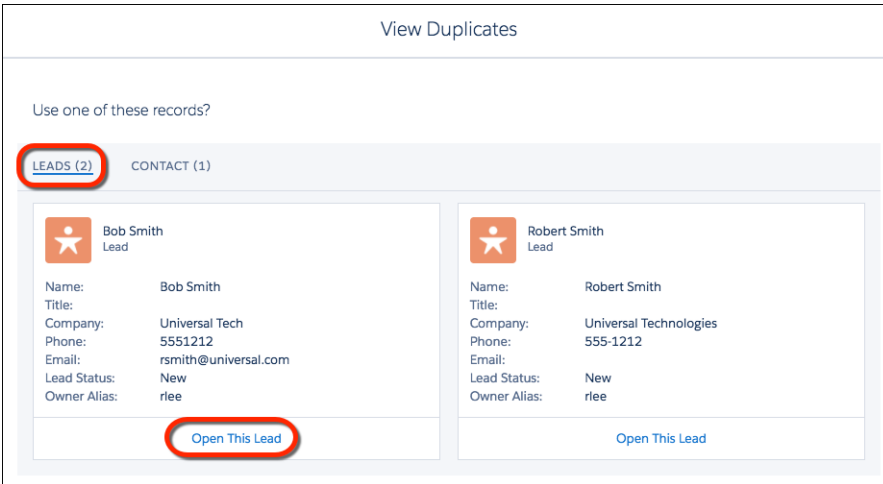 View Duplicates
Use one of these records?
LEADS (2) CONTACT (1)
Bob Smith
Lead
Name: Bob Smith
Title:
Company: Universal Tech
Phone: 5551212
Email: rsmith@universal.com
Lead Status: New
Owner Alias: rlee
Open This Lead
Robert Smith
Lead
Name: Robert Smith
Title:
Company: Universal Technologies
Phone: 555-1212
Email:
Lead Status: New
Owner Alias: rlee
Open This Lead